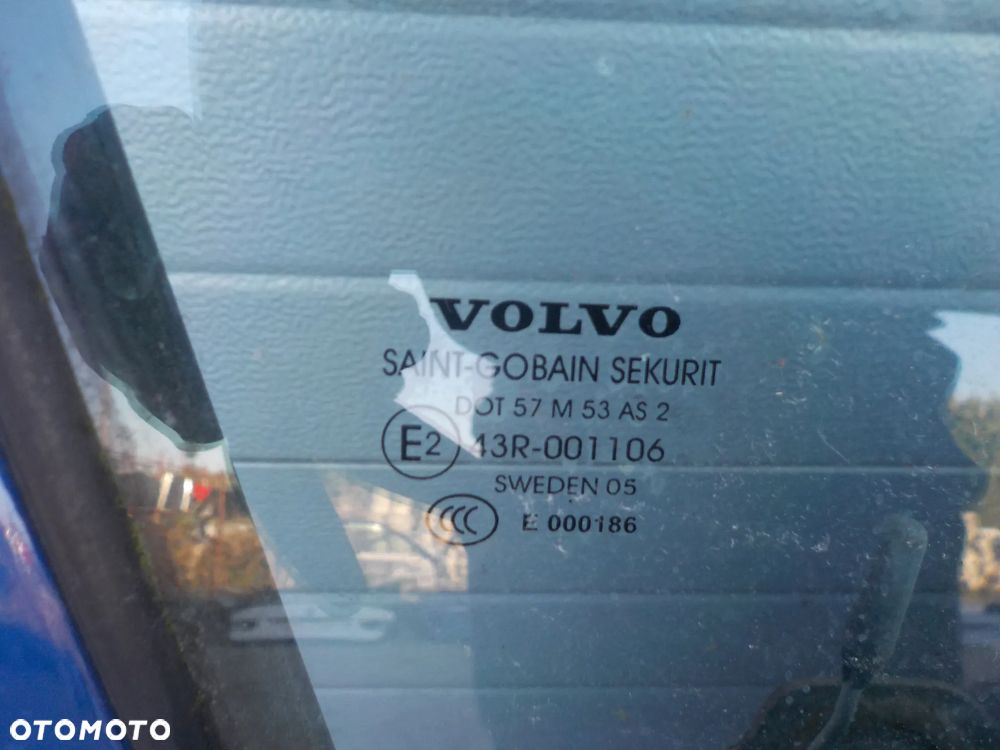 VOLVO
SAINT-GOBAIN SEKURIT
DOT 57 M 53 AS 2
E2 43R-001106
SWEDEN 05
CCC E 000186
OTOMOTO